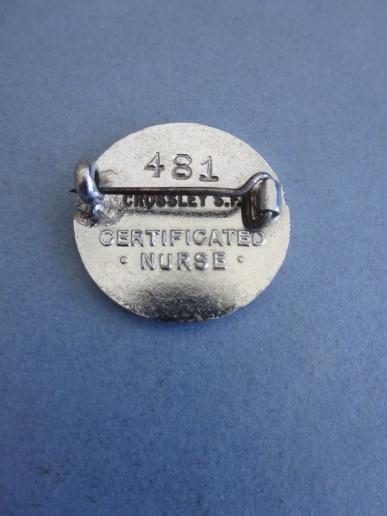 481
CROSSLEY S.F.
CERTIFICATED
· NURSE ·